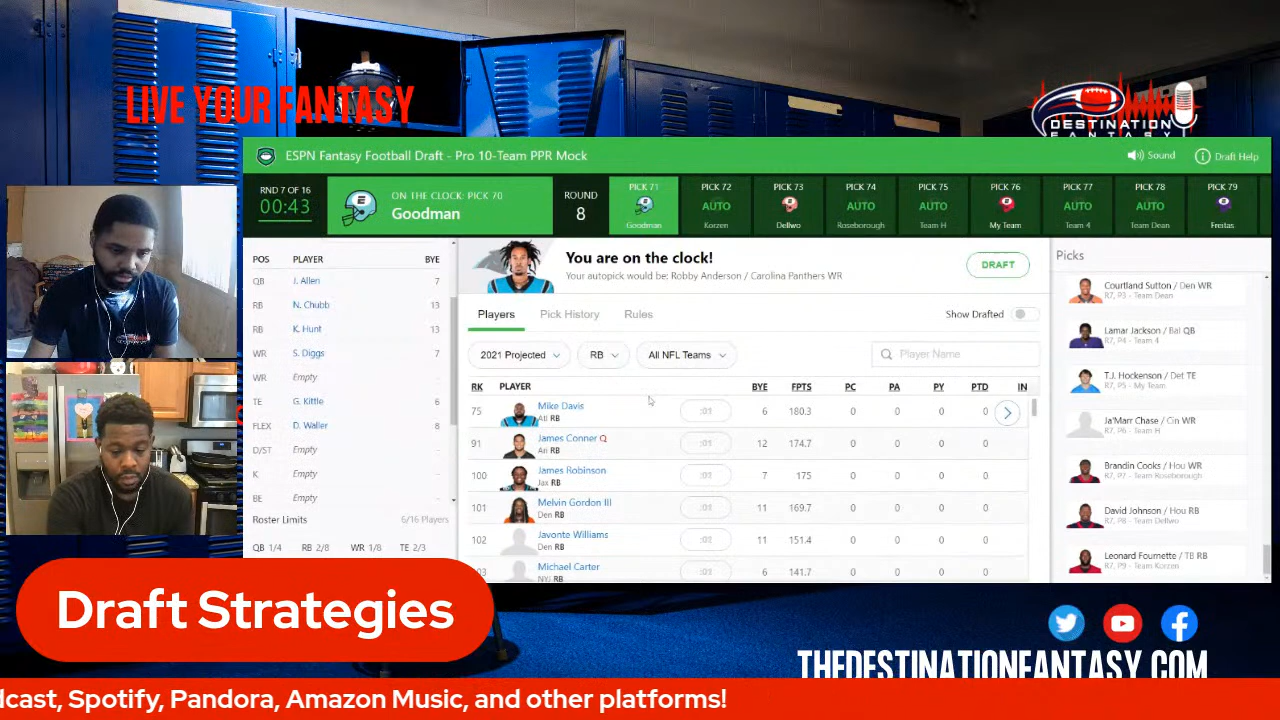 LIVE YOUR FANTASY
DESTINATION
FANTASY
ESPN Fantasy Football Draft - Pro 10-Team PPR Mock
Sound
Draft Help
RND 7 OF 16
00:43
ON THE CLOCK: PICK 70
Goodman
ROUND
8
PICK 71
Goodman
PICK 72
AUTO
Korzen
PICK 73
Dellwo
PICK 74
AUTO
Roseborough
PICK 75
AUTO
Team H
PICK 76
My Team
PICK 77
AUTO
Team 4
PICK 78
AUTO
Team Dean
PICK 79
Freitas
POS PLAYER BYE
QB J. Allen 7
RB N. Chubb 13
RB K. Hunt 13
WR S. Diggs 7
WR Empty -
TE G. Kittle 6
FLEX D. Waller 8
D/ST Empty -
K Empty -
BE Empty -
Roster Limits 6/16 Players
QB 1/4 RB 2/8 WR 1/8 TE 2/3
You are on the clock!
Your autopick would be: Robby Anderson / Carolina Panthers WR
DRAFT
Players Pick History Rules
Show Drafted
2021 Projected RB All NFL Teams
Player Name
RK PLAYER BYE FPTS PC PA PY PTD IN
75 Mike Davis Atl RB 6 180.3 0 0 0 0
91 James Conner Q Ari RB 12 174.7 0 0 0 0
100 James Robinson Jax RB 7 175 0 0 0 0
101 Melvin Gordon III Den RB 11 169.7 0 0 0 0
102 Javonte Williams Den RB 11 151.4 0 0 0 0
Michael Carter NYJ RB 6 141.7 0 0 0 0
Picks
Courtland Sutton / Den WR
R7, P3 - Team Dean
Lamar Jackson / Bal QB
R7, P4 - Team 4
T.J. Hockenson / Det TE
R7, P5 - My Team
Ja'Marr Chase / Cin WR
R7, P6 - Team H
Brandin Cooks / Hou WR
R7, P7 - Team Roseborough
David Johnson / Hou RB
R7, P8 - Team Dellwo
Leonard Fournette / TB RB
R7, P9 - Team Korzen
Draft Strategies
THEDESTINATIONFANTASY.COM
dcast, Spotify, Pandora, Amazon Music, and other platforms!